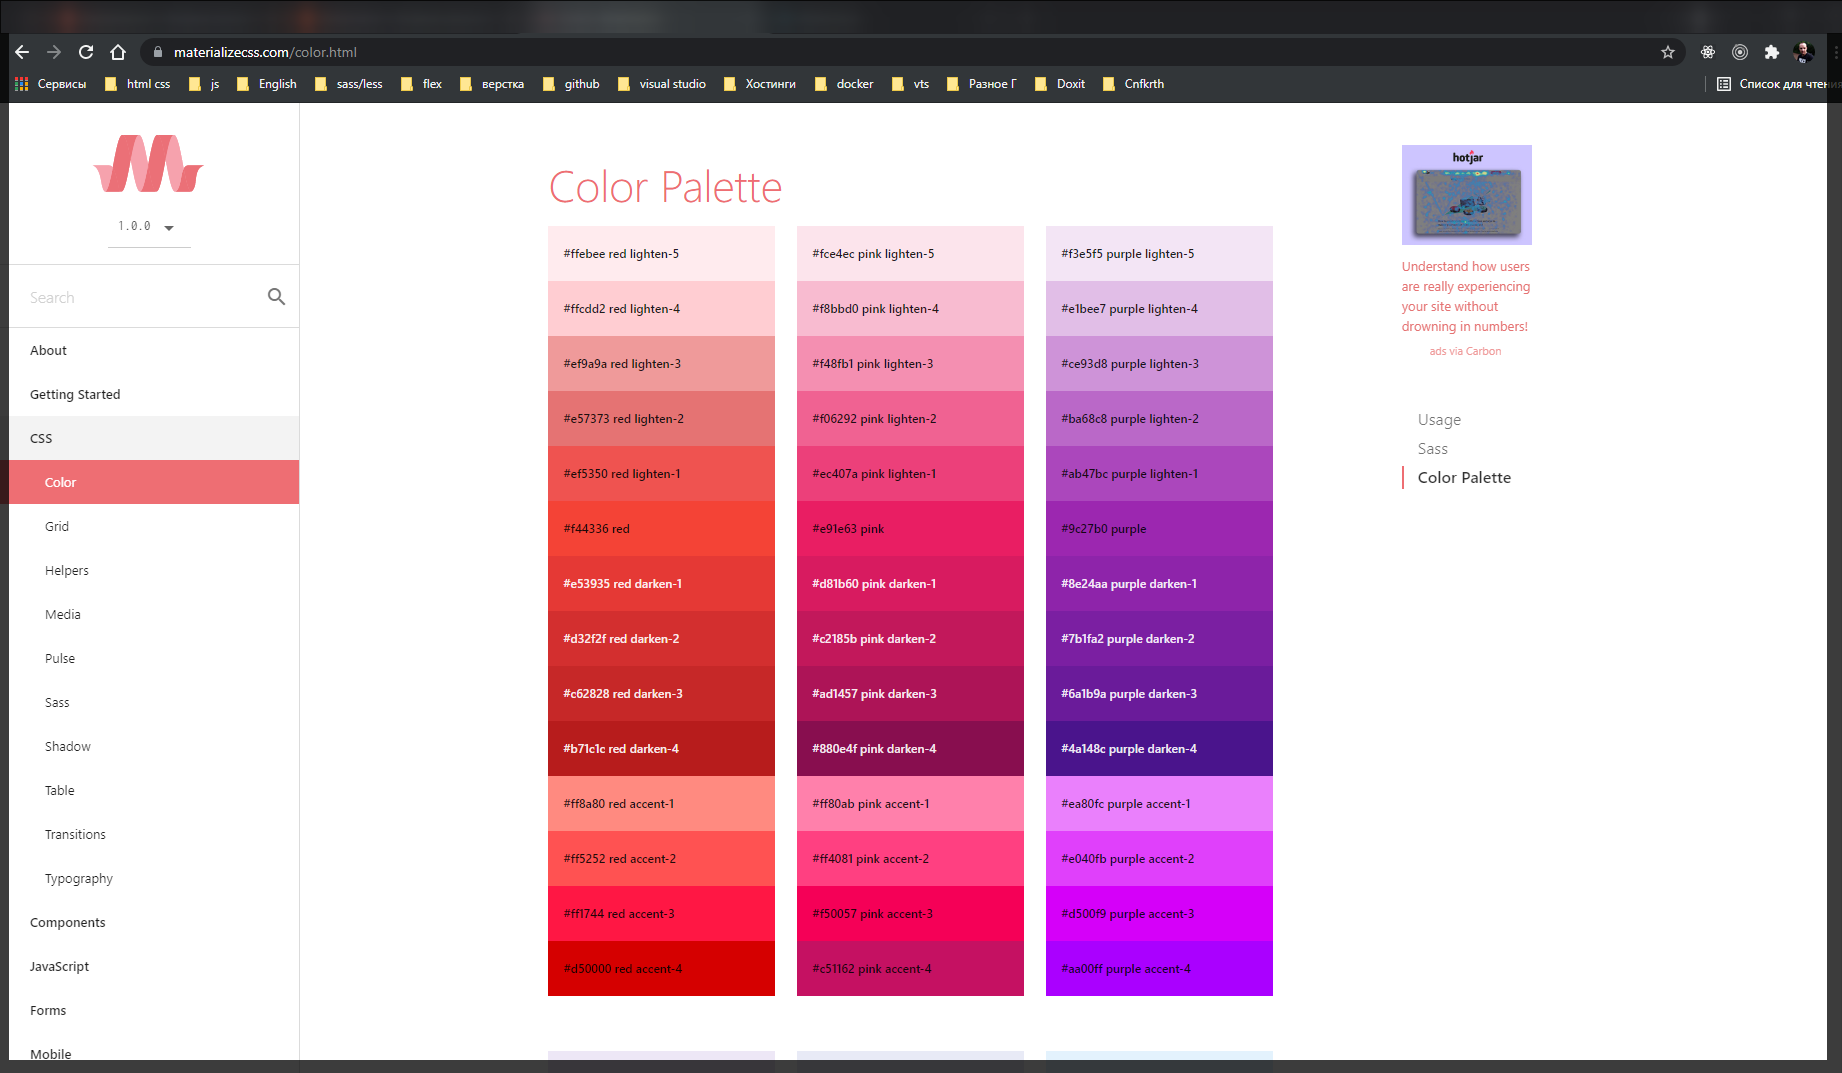 materializecss.com/color.html
Сервисы html css js English sass/less flex верстка github visual studio Хостинги docker vts Разное Г Doxit Cnfkrth Список для чтения
1.0.0
Search
About
Getting Started
CSS
Color
Grid
Helpers
Media
Pulse
Sass
Shadow
Table
Transitions
Typography
Components
JavaScript
Forms
Mobile
Color Palette
#ffebee red lighten-5
#ffcdd2 red lighten-4
#ef9a9a red lighten-3
#e57373 red lighten-2
#ef5350 red lighten-1
#f44336 red
#e53935 red darken-1
#d32f2f red darken-2
#c62828 red darken-3
#b71c1c red darken-4
#ff8a80 red accent-1
#ff5252 red accent-2
#ff1744 red accent-3
#d50000 red accent-4
#fce4ec pink lighten-5
#f8bbd0 pink lighten-4
#f48fb1 pink lighten-3
#f06292 pink lighten-2
#ec407a pink lighten-1
#e91e63 pink
#d81b60 pink darken-1
#c2185b pink darken-2
#ad1457 pink darken-3
#880e4f pink darken-4
#ff80ab pink accent-1
#ff4081 pink accent-2
#f50057 pink accent-3
#c51162 pink accent-4
#f3e5f5 purple lighten-5
#e1bee7 purple lighten-4
#ce93d8 purple lighten-3
#ba68c8 purple lighten-2
#ab47bc purple lighten-1
#9c27b0 purple
#8e24aa purple darken-1
#7b1fa2 purple darken-2
#6a1b9a purple darken-3
#4a148c purple darken-4
#ea80fc purple accent-1
#e040fb purple accent-2
#d500f9 purple accent-3
#aa00ff purple accent-4
hotjar
Understand how users
are really experiencing
your site without
drowning in numbers!
ads via Carbon
Usage
Sass
Color Palette